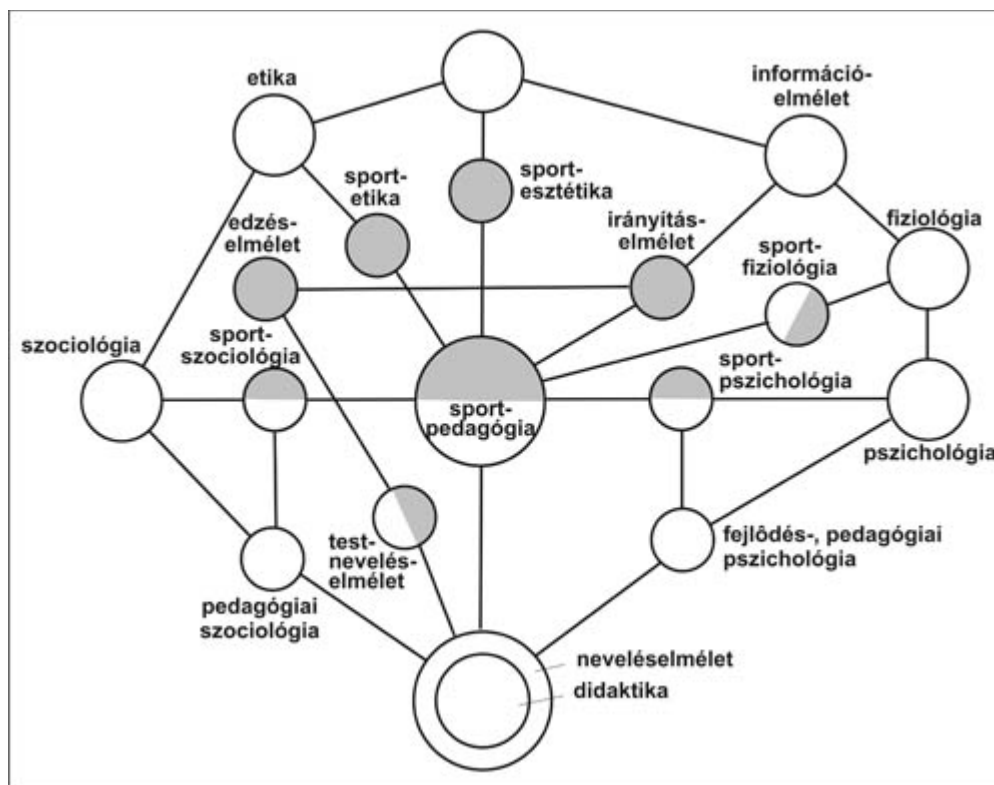 etika
információ-
elmélet
sport-
etika
sport-
esztétika
edzés-
elmélet
irányítás-
elmélet
sport-
fiziológia
fiziológia
szociológia
sport-
szociológia
sport-
pszichológia
sport-
pedagógia
pszichológia
test-
nevelés-
elmélet
fejlôdés-, pedagógiai
pszichológia
pedagógiai
szociológia
neveléselmélet
didaktika